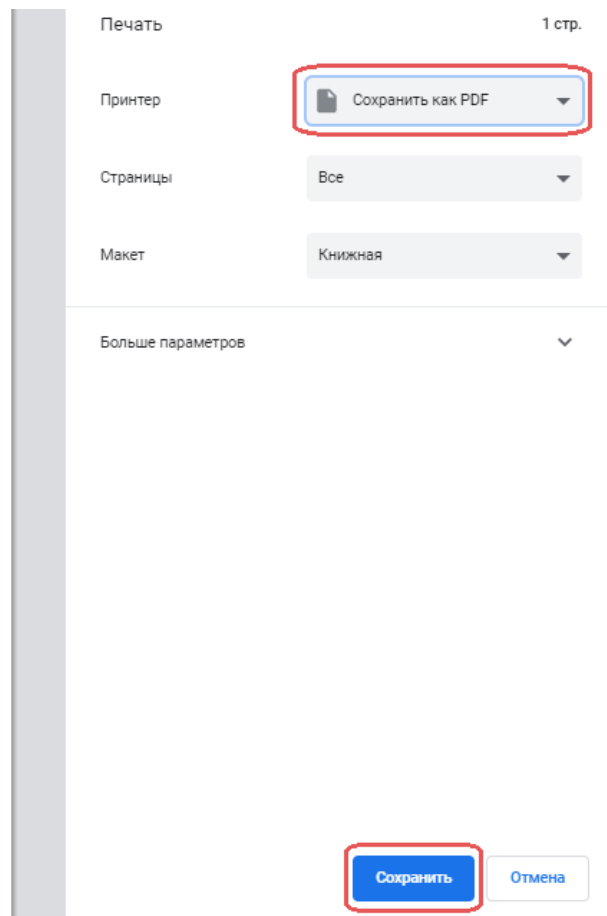 Печать 1 стр.
Принтер Сохранить как PDF
Страницы Все
Макет Книжная
Больше параметров
Сохранить Отмена